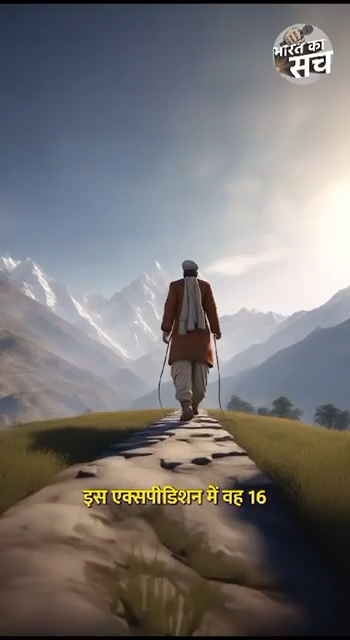 भारत का
सच
इस एक्सपीडिशन में वह 16